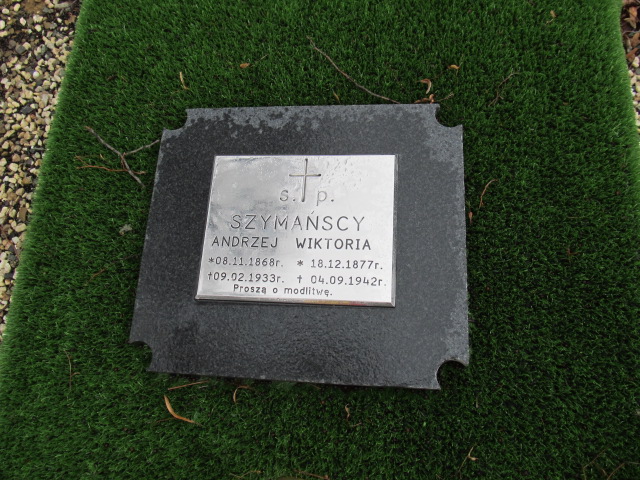 ś. p.
SZYMAŃSCY
ANDRZEJ WIKTORIA
*08.11.1868r. * 18.12.1877r.
†09.02.1933r. † 04.09.1942r.
Proszą o modlitwę.